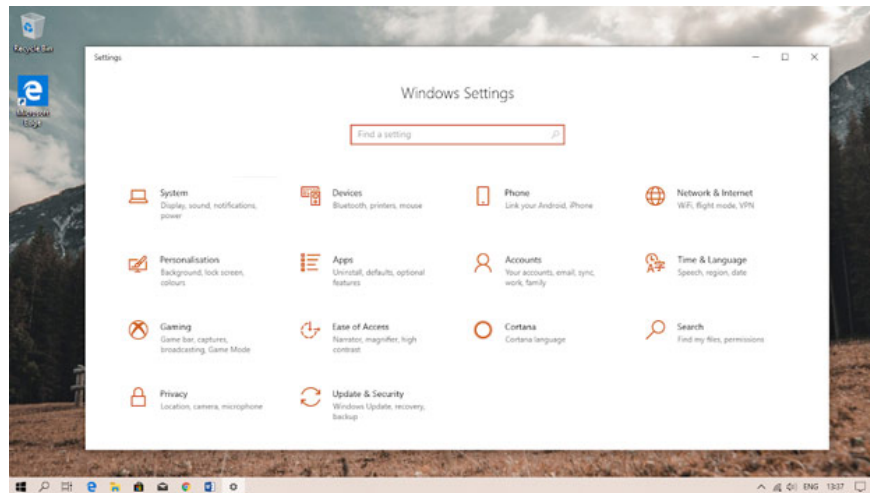 Recycle Bin
Microsoft
Edge
Settings
Windows Settings
Find a setting
System
Display, sound, notifications,
power
Devices
Bluetooth, printers, mouse
Phone
Link your Android, iPhone
Network & Internet
WiFi, flight mode, VPN
Personalisation
Background, lock screen,
colours
Apps
Uninstall, defaults, optional
features
Accounts
Your accounts, email, sync,
work, family
Time & Language
Speech, region, date
Gaming
Game bar, captures,
broadcasting, Game Mode
Ease of Access
Narrator, magnifier, high
contrast
Cortana
Cortana language
Search
Find my files, permissions
Privacy
Location, camera, microphone
Update & Security
Windows Update, recovery,
backup
ENG 13:37